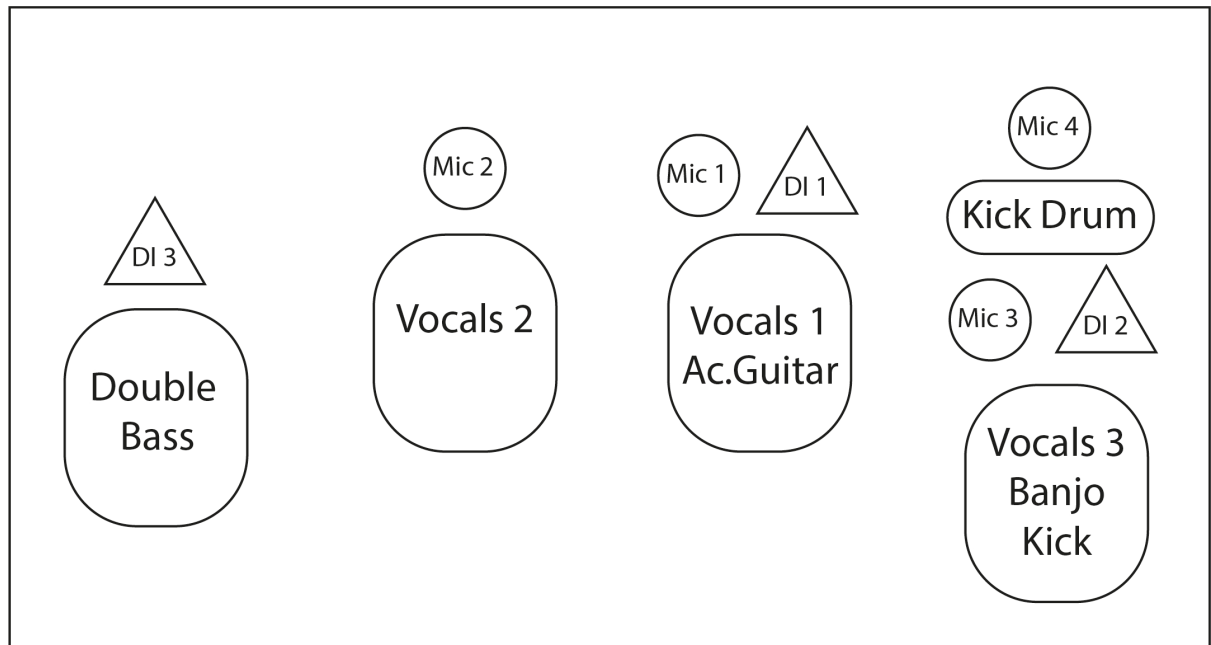 Mic 4
Mic 2
Mic 1
DI 1
Kick Drum
DI 3
Mic 3
DI 2
Vocals 2
Vocals 1
Ac.Guitar
Double
Bass
Vocals 3
Banjo
Kick